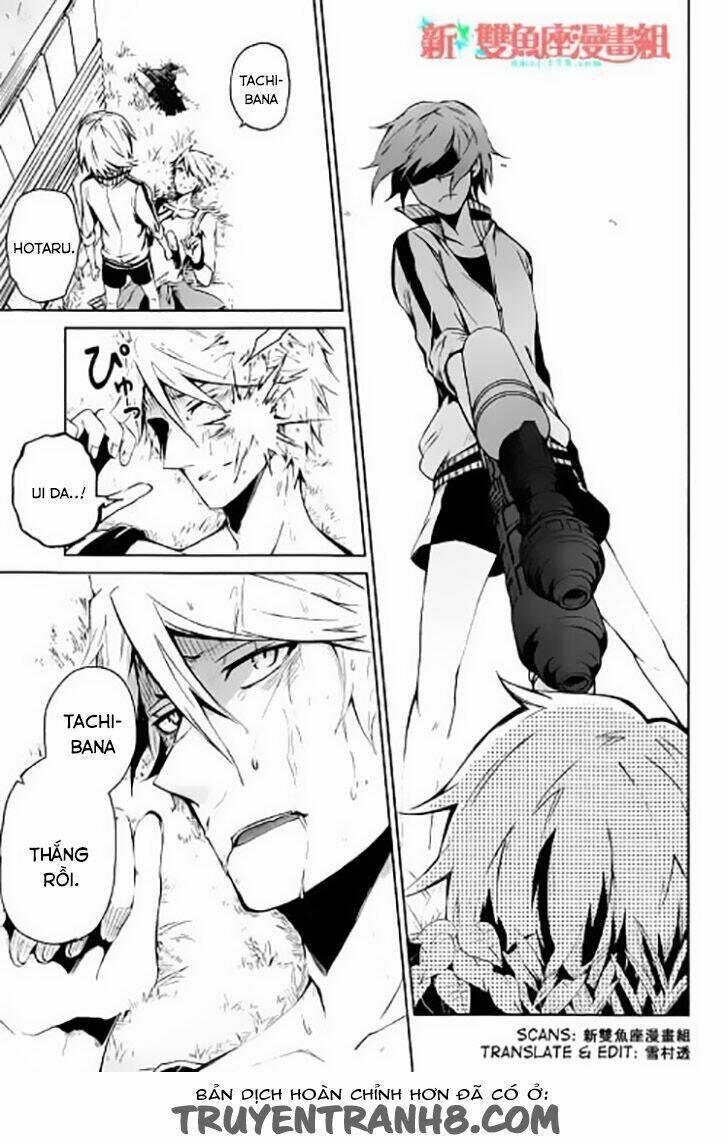 新雙魚座漫畫組
TACHI-
BANA
HOTARU.
ぴゅーっ
UI DA..!
TACHI-
BANA
THẮNG
RỒI.
SCANS: 新雙魚座漫畫組
TRANSLATE & EDIT: 雪村透
BẢN DỊCH HOÀN CHỈNH HƠN ĐÃ CÓ Ở:
TRUYENTRANH8.COM